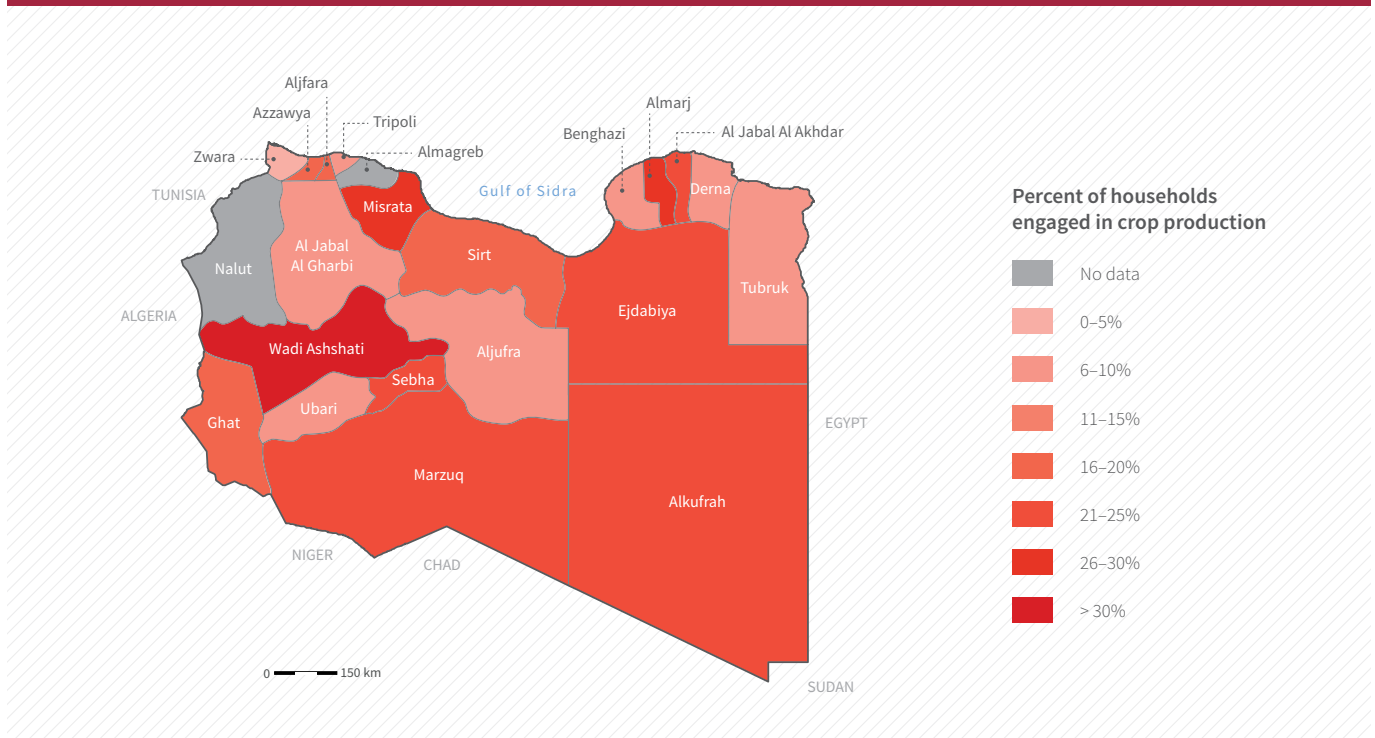 Aljfara
Almarj
Azzawya
Tripoli
Benghazi
Al Jabal Al Akhdar
Zwara
Almagreb
TUNISIA
Gulf of Sidra
Derna
Misrata
Percent of households
engaged in crop production
Al Jabal
Al Gharbi
Sirt
Nalut
No data
Tubruk
ALGERIA
Ejdabiya
0–5%
Wadi Ashshati
Aljufra
6–10%
Sebha
Ubari
11–15%
Ghat
EGYPT
16–20%
Marzuq
Alkufrah
21–25%
NIGER
CHAD
26–30%
> 30%
0
150 km
SUDAN